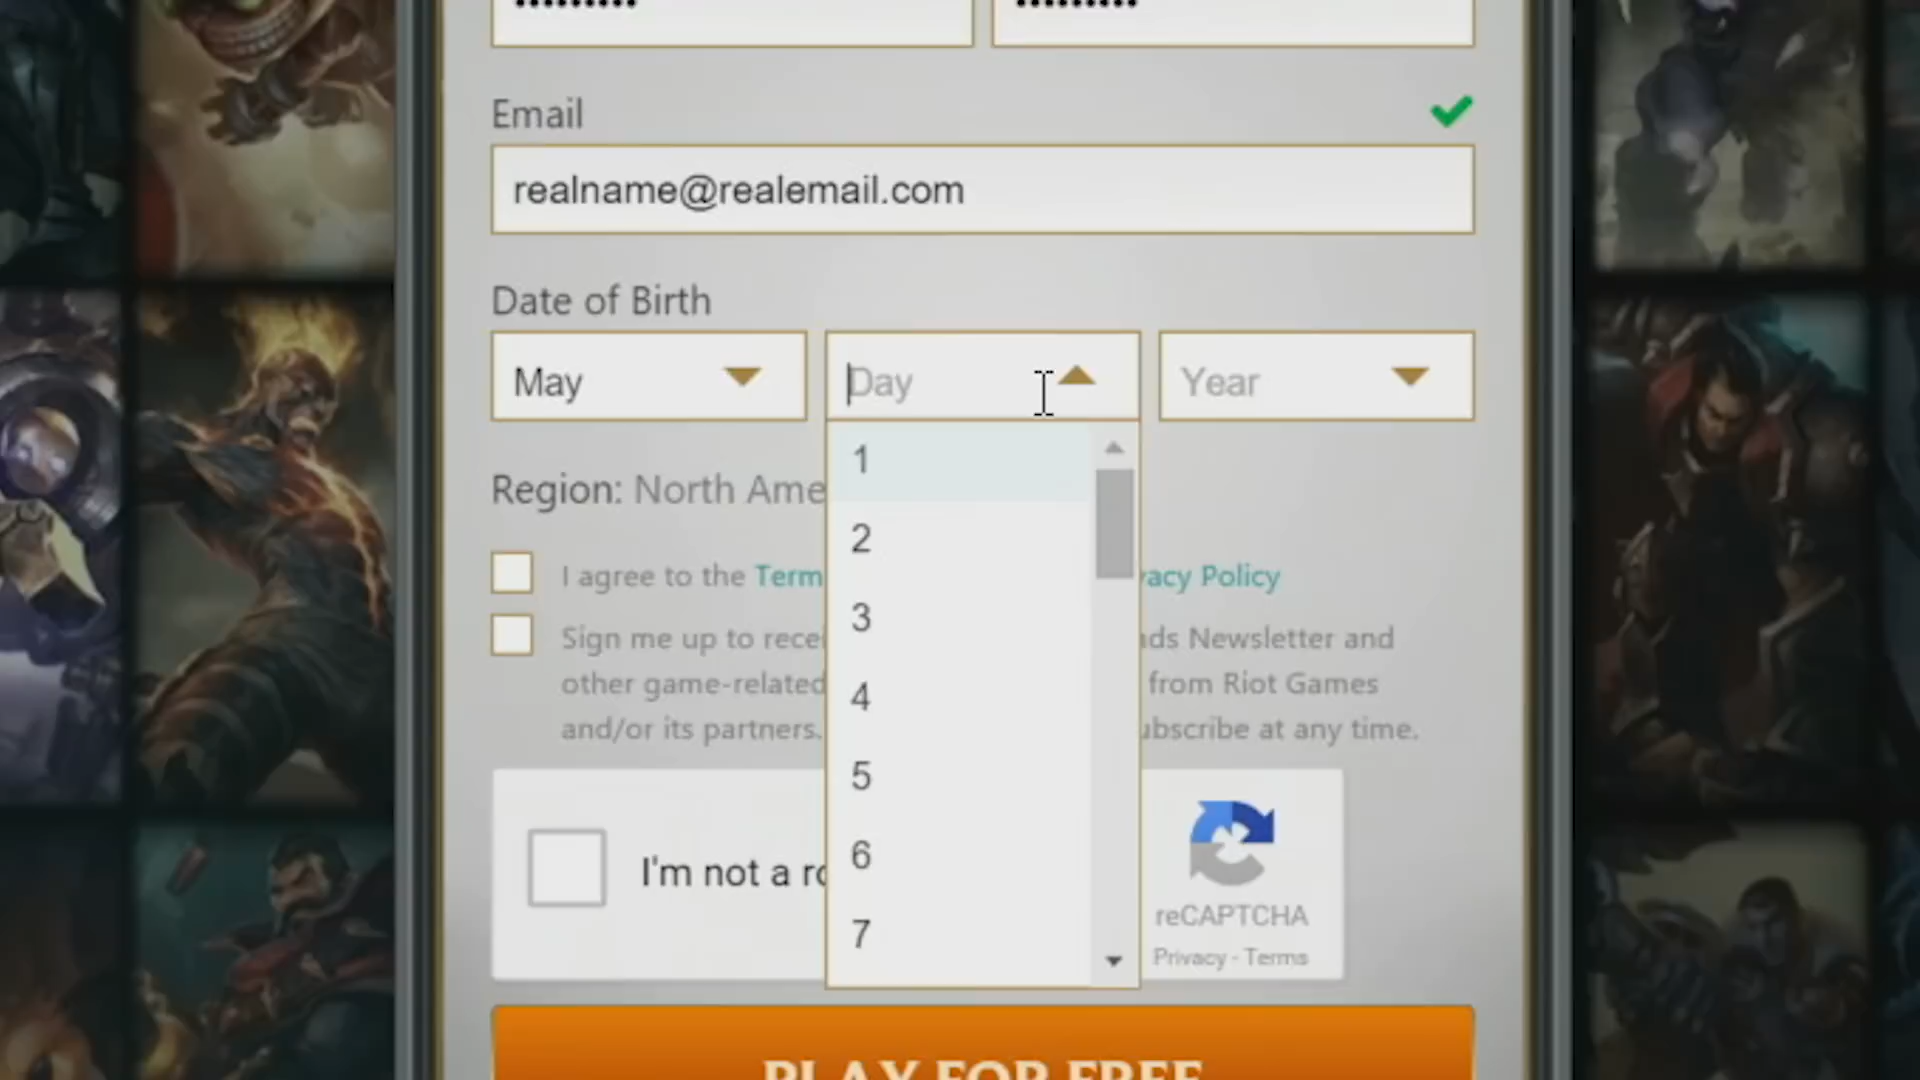 Email
realname@realemail.com
Date of Birth
May Day Year
1
Region: North Ame
2
I agree to the Term acy Policy
3
Sign me up to rece ds Newsletter and
other game-related from Riot Games
4
and/or its partners. ubscribe at any time.
5
6
I'm not a ro
reCAPTCHA
7
Privacy - Terms
PLAY FOR FREE